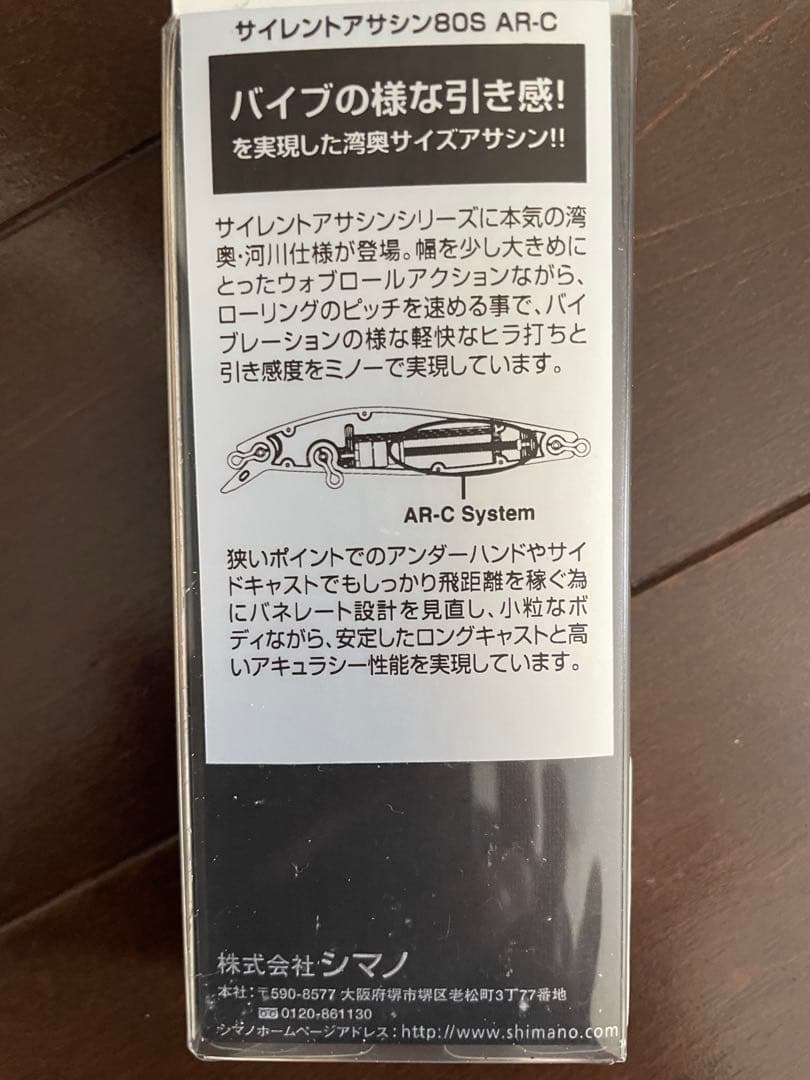 サイレントアサシン80S AR-C
バイブの様な引き感!
を実現した湾奥サイズアサシン!!
サイレントアサシンシリーズに本気の湾
奥・河川仕様が登場。幅を少し大きめに
とったウォブロールアクションながら、
ローリングのピッチを速める事で、バイ
ブレーションの様な軽快なヒラ打ちと
引き感度をミノーで実現しています。
AR-C System
狭いポイントでのアンダーハンドやサイ
ドキャストでもしっかり飛距離を稼ぐ為
にバネレート設計を見直し、小粒なボ
ディながら、安定したロングキャストと高
いアキュラシー性能を実現しています。
株式会社 シマノ
本社:〒590-8577 大阪府堺市堺区老松町3丁77番地
0120-861130
シマノホームページアドレス:http://www.shimano.com